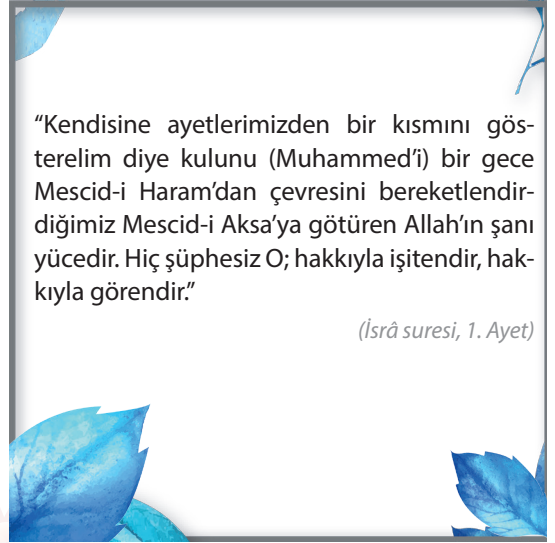 “Kendisine ayetlerimizden bir kısmını gös-
terelim diye kulunu (Muhammed’i) bir gece
Mescid-i Haram’dan çevresini bereketlendir-
diğimiz Mescid-i Aksa’ya götüren Allah’ın şanı
yücedir. Hiç şüphesiz O; hakkıyla işitendir, hak-
kıyla görendir.”
(İsrâ suresi, 1. Ayet)